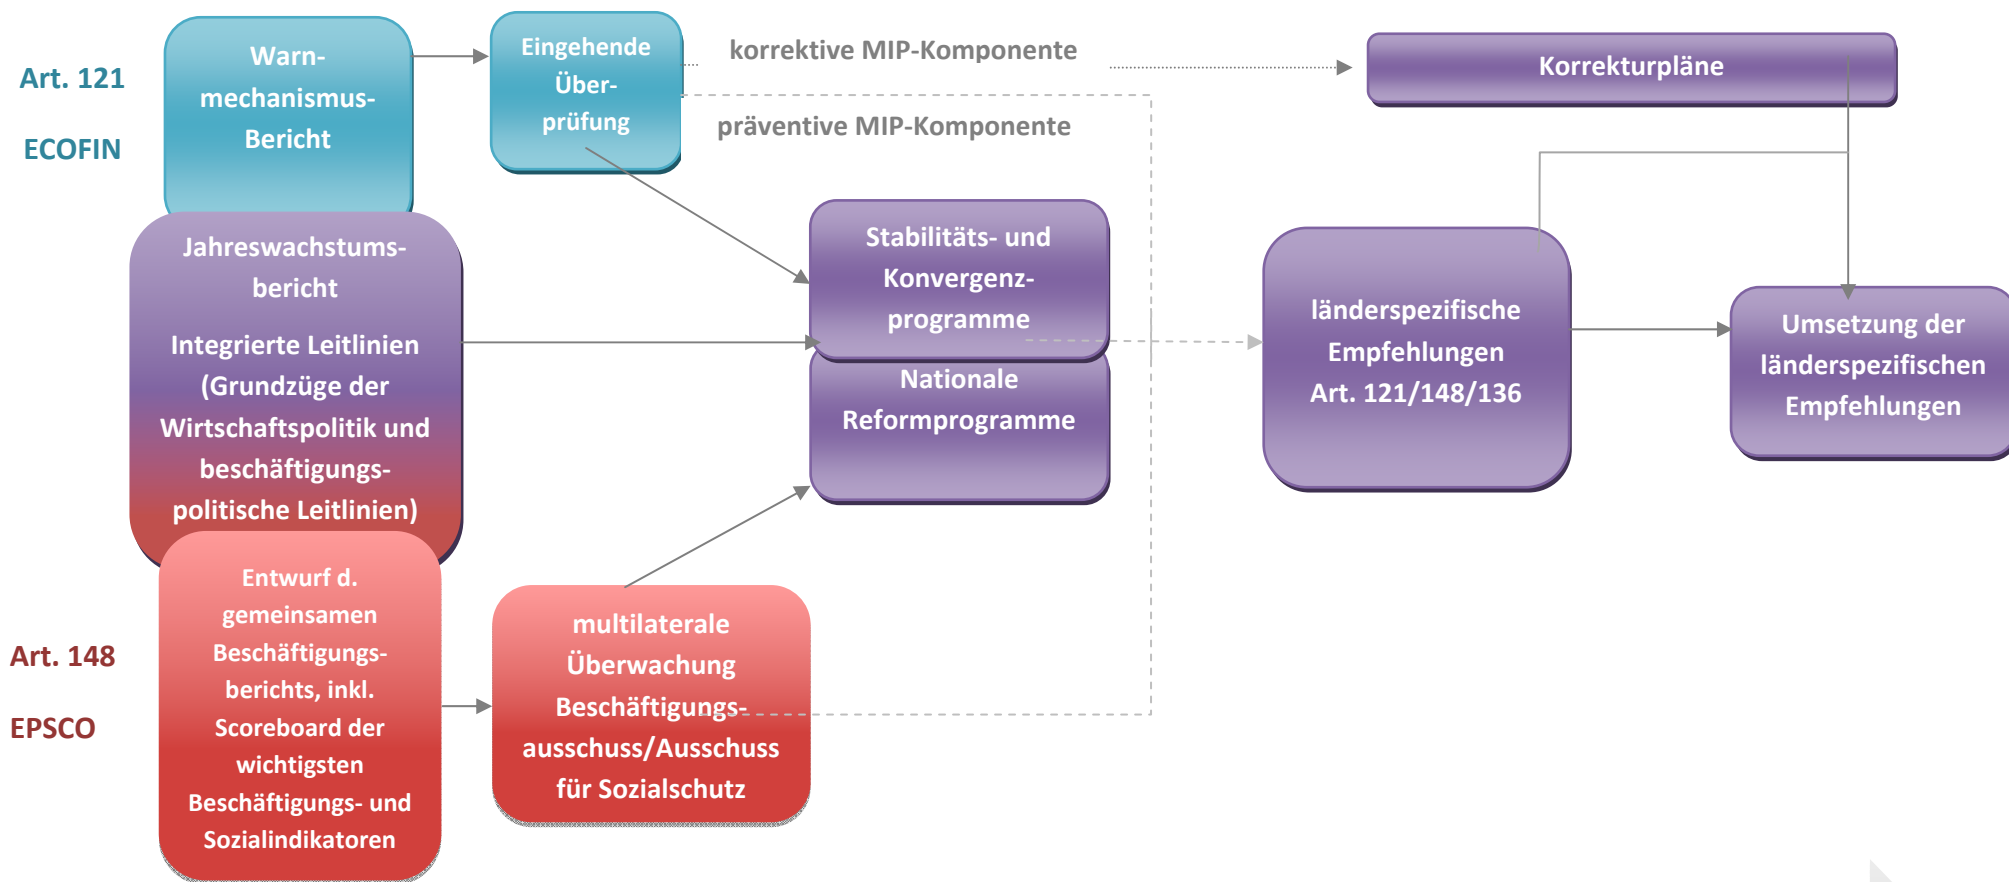 Art. 121
ECOFIN
Warn-
mechanismus-
Bericht
Eingehende
Über-
prüfung
korrektive MIP-Komponente
präventive MIP-Komponente
Korrekturpläne
Jahreswachstums-
bericht
Integrierte Leitlinien
(Grundzüge der
Wirtschaftspolitik und
beschäftigungs-
politische Leitlinien)
Stabilitäts- und
Konvergenz-
programme
Nationale
Reformprogramme
länderspezifische
Empfehlungen
Art. 121/148/136
Umsetzung der
länderspezifischen
Empfehlungen
Art. 148
EPSCO
Entwurf d.
gemeinsamen
Beschäftigungs-
berichts, inkl.
Scoreboard der
wichtigsten
Beschäftigungs- und
Sozialindikatoren
multilaterale
Überwachung
Beschäftigungs-
ausschuss/Ausschuss
für Sozialschutz